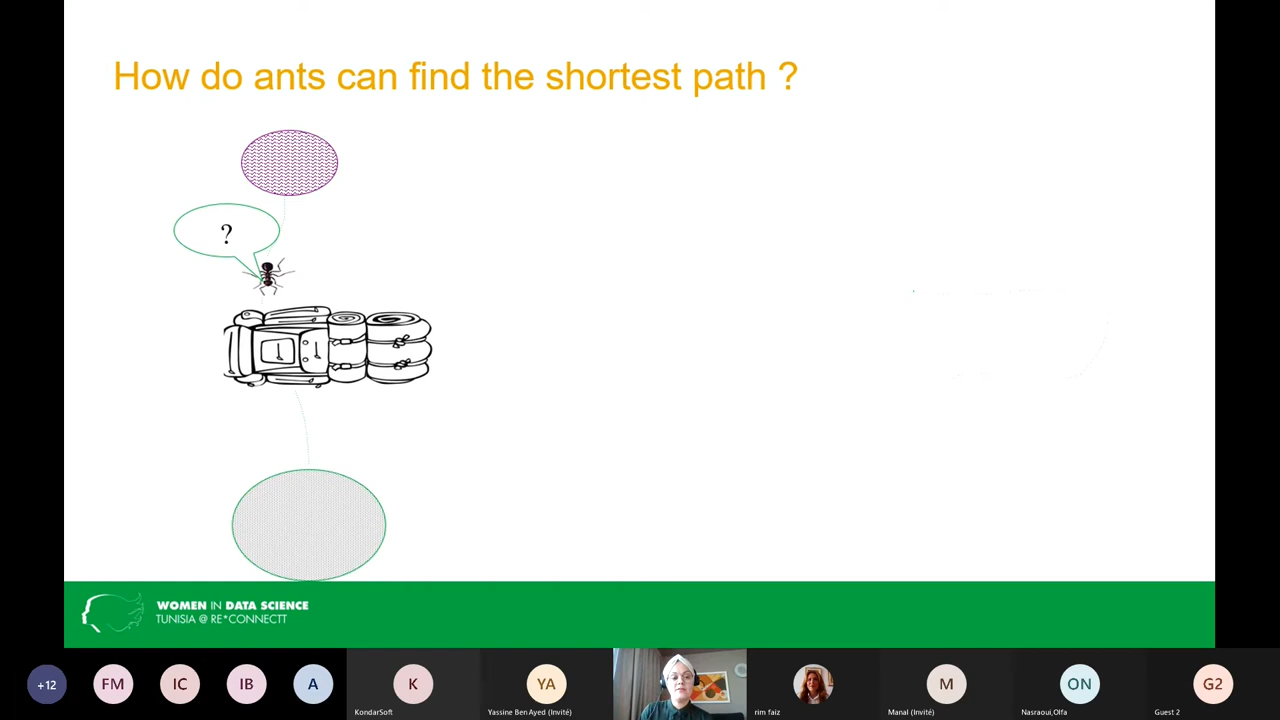 How do ants can find the shortest path ?
?
WOMEN IN DATA SCIENCE
TUNISIA @ RE*CONNECTT
+12
FM
IC
IB
A
K
KondarSoft
YA
Yassine Ben Ayed (Invité)
rim faiz
M
Manal (Invité)
ON
Nasraoui,Olfa
G2
Guest 2